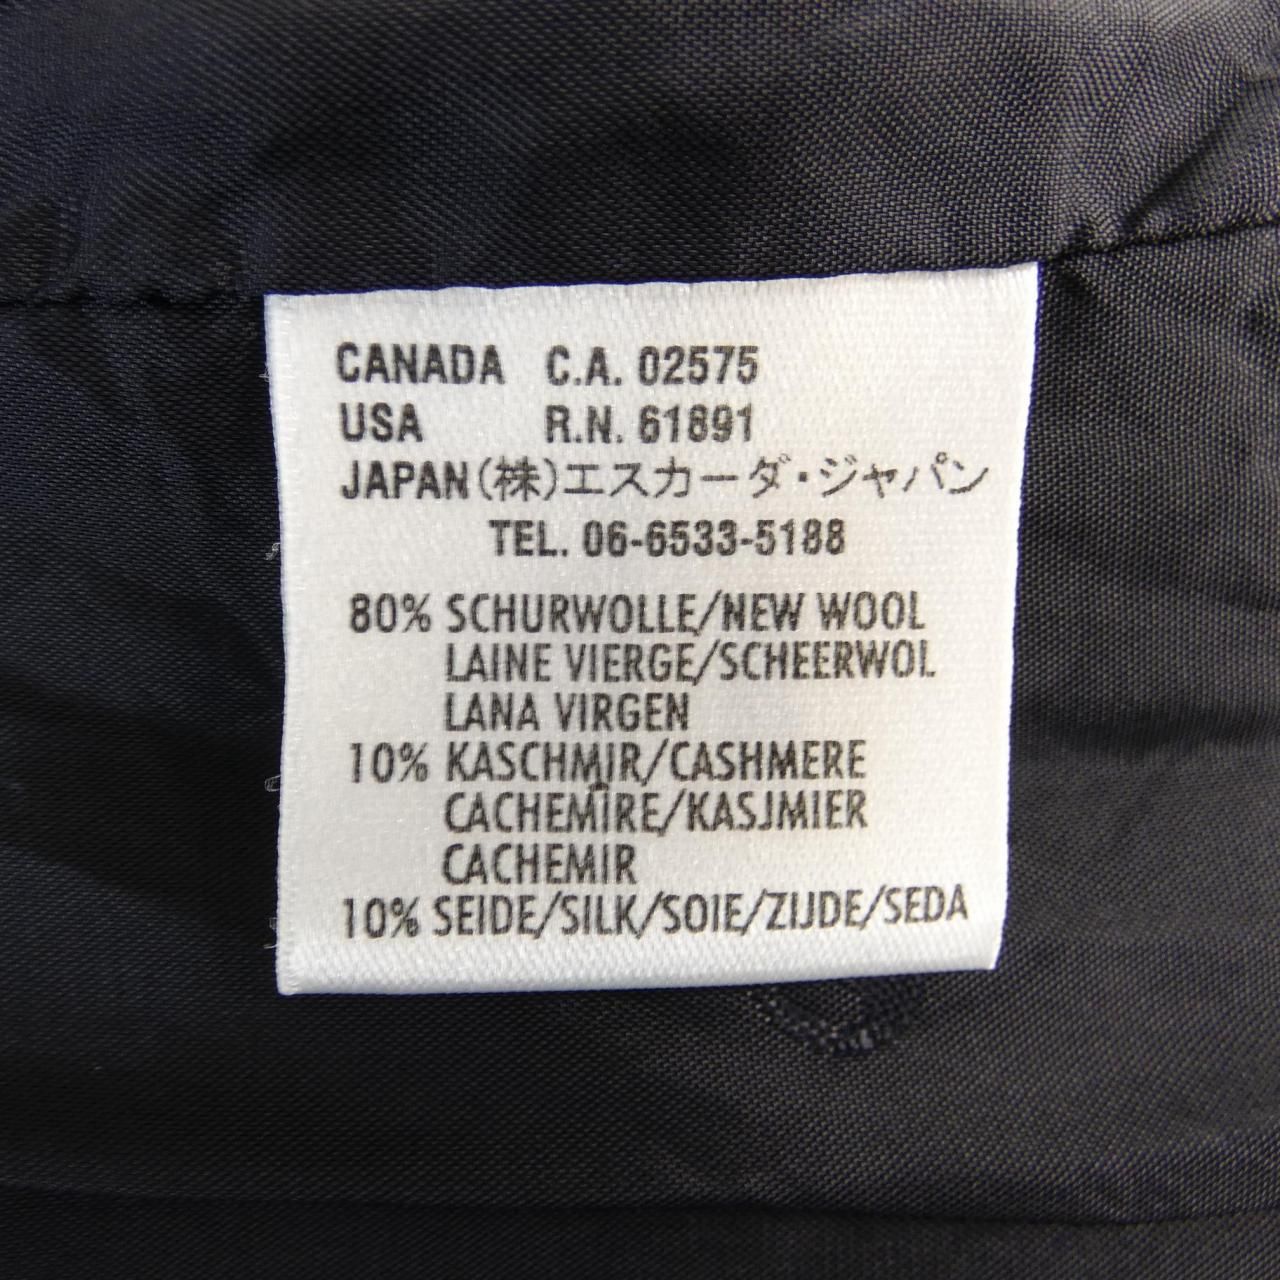 CANADA C.A. 02575
USA R.N. 61891
JAPAN (株)エスカーダ・ジャパン
TEL. 06-6533-5188
80% SCHURWOLLE/NEW WOOL
LAINE VIERGE/SCHEERWOL
LANA VIRGEN
10% KASCHMIR/CASHMERE
CACHEMÎRE/KASJMIER
CACHEMIR
10% SEIDE/SILK/SOIE/ZIJDE/SEDA